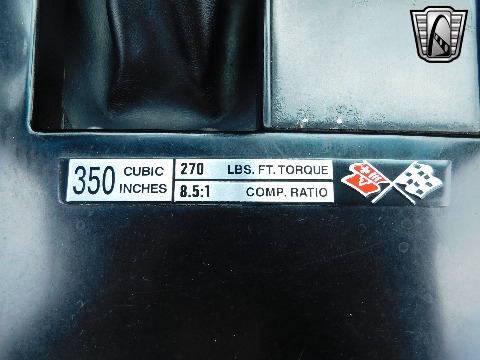 350 CUBIC INCHES
270 LBS. FT. TORQUE
8.5:1 COMP. RATIO